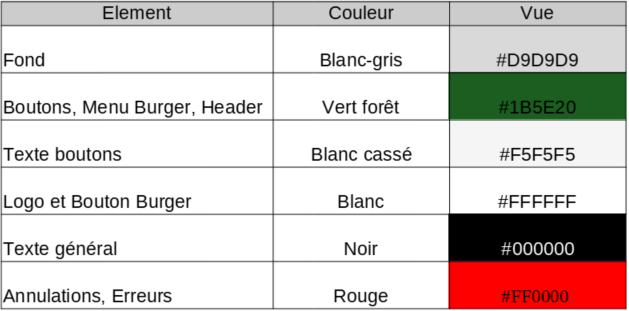 Element Couleur Vue
Fond Blanc-gris #D9D9D9
Boutons, Menu Burger, Header Vert forêt #1B5E20
Texte boutons Blanc cassé #F5F5F5
Logo et Bouton Burger Blanc #FFFFFF
Texte général Noir #000000
Annulations, Erreurs Rouge #FF0000